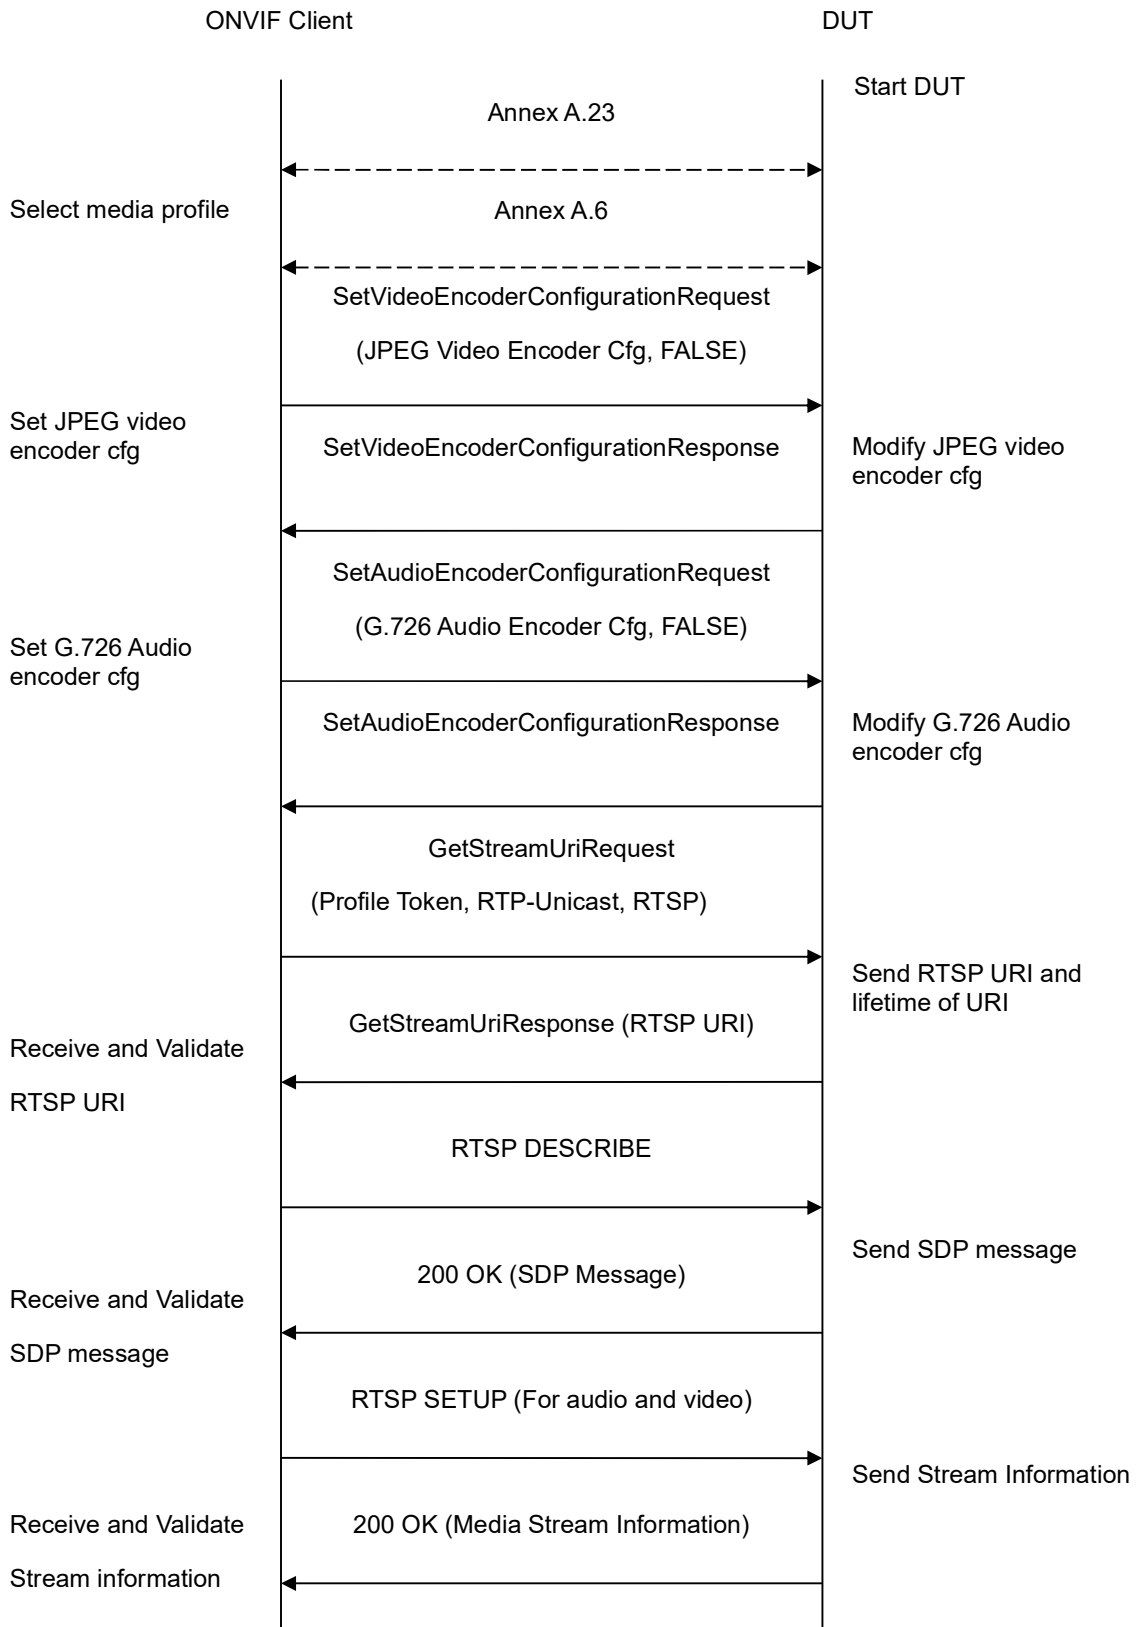 ONVIF Client
DUT
Start DUT
Annex A.23
Select media profile
Annex A.6
SetVideoEncoderConfigurationRequest
(JPEG Video Encoder Cfg, FALSE)
Set JPEG video
encoder cfg
SetVideoEncoderConfigurationResponse
Modify JPEG video
encoder cfg
SetAudioEncoderConfigurationRequest
(G.726 Audio Encoder Cfg, FALSE)
Set G.726 Audio
encoder cfg
SetAudioEncoderConfigurationResponse
Modify G.726 Audio
encoder cfg
GetStreamUriRequest
(Profile Token, RTP-Unicast, RTSP)
Send RTSP URI and
lifetime of URI
GetStreamUriResponse (RTSP URI)
Receive and Validate
RTSP URI
RTSP DESCRIBE
Send SDP message
200 OK (SDP Message)
Receive and Validate
SDP message
RTSP SETUP (For audio and video)
Send Stream Information
200 OK (Media Stream Information)
Receive and Validate
Stream information